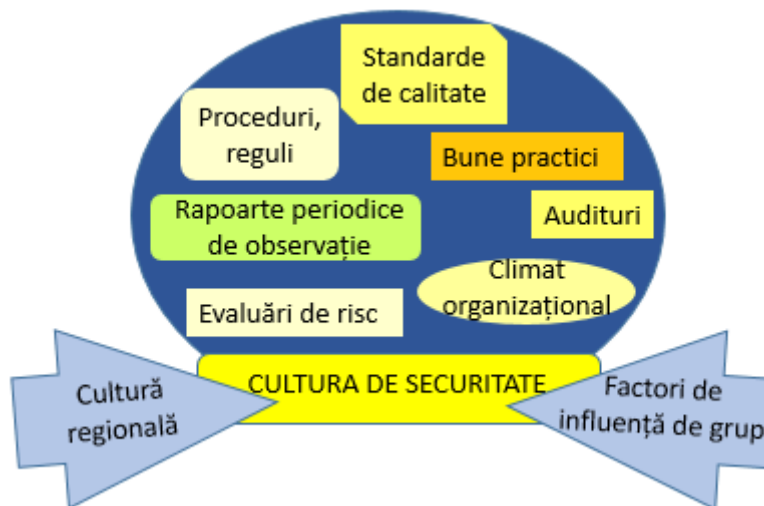 Standarde
de calitate
Proceduri,
reguli
Bune practici
Rapoarte periodice
de observație
Audituri
Climat
organizațional
Evaluări de risc
CULTURA DE SECURITATE
Cultură
regională
Factori de
influență de grup